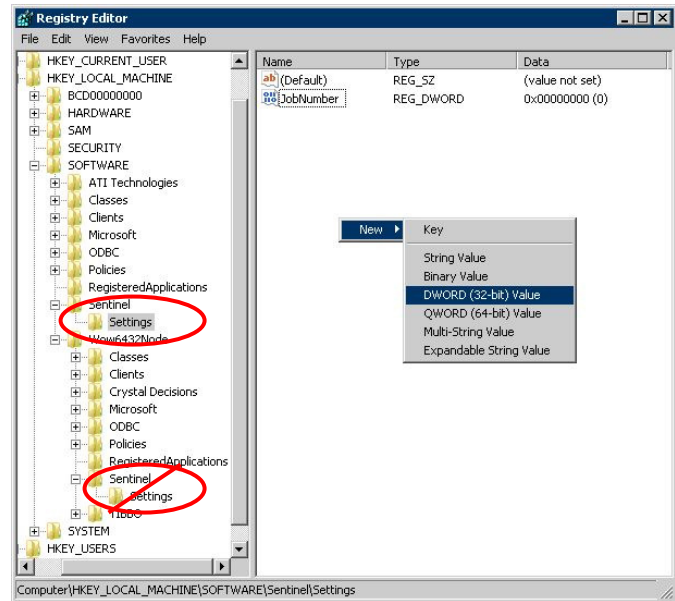 Registry Editor
File Edit View Favorites Help
HKEY_CURRENT_USER
HKEY_LOCAL_MACHINE
BCD00000000
HARDWARE
SAM
SECURITY
SOFTWARE
ATI Technologies
Classes
Clients
Microsoft
ODBC
Policies
RegisteredApplications
Sentinel
Settings
Wow6432Node
Classes
Clients
Crystal Decisions
Microsoft
ODBC
Policies
RegisteredApplications
Sentinel
Settings
TIBBO
SYSTEM
HKEY_USERS
Name Type Data
(Default) REG_SZ (value not set)
JobNumber REG_DWORD 0x00000000 (0)
New
Key
String Value
Binary Value
DWORD (32-bit) Value
QWORD (64-bit) Value
Multi-String Value
Expandable String Value
Computer\HKEY_LOCAL_MACHINE\SOFTWARE\Sentinel\Settings